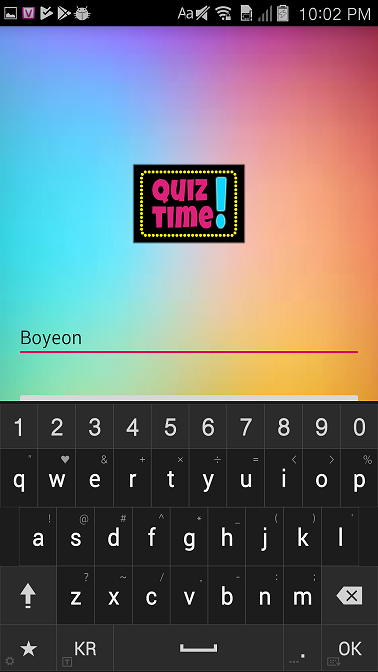 Aa 10:02 PM
QUIZ
TIME!
Boyeon
1 2 3 4 5 6 7 8 9 0
" ♥ & + × ÷ = < > %
q w e r t y u i o p
! @ # ^ * _ ( ) '
a s d f g h j k l
? ~ / , - : ;
z x c v b n m
★ KR ... . OK